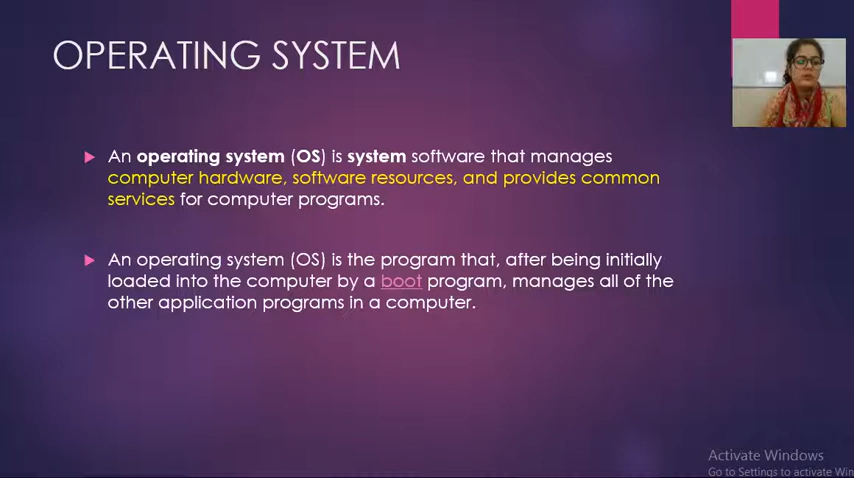 OPERATING SYSTEM
An operating system (OS) is system software that manages
computer hardware, software resources, and provides common
services for computer programs.
An operating system (OS) is the program that, after being initially
loaded into the computer by a boot program, manages all of the
other application programs in a computer.
Activate Windows
Go to Settings to activate Win